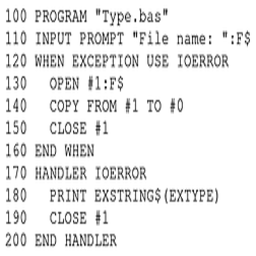 100 PROGRAM "Type.bas"
110 INPUT PROMPT "File name: ":F$
120 WHEN EXCEPTION USE IOERROR
130   OPEN #1:F$
140   COPY FROM #1 TO #0
150   CLOSE #1
160 END WHEN
170 HANDLER IOERROR
180   PRINT EXSTRING$(EXTYPE)
190   CLOSE #1
200 END HANDLER